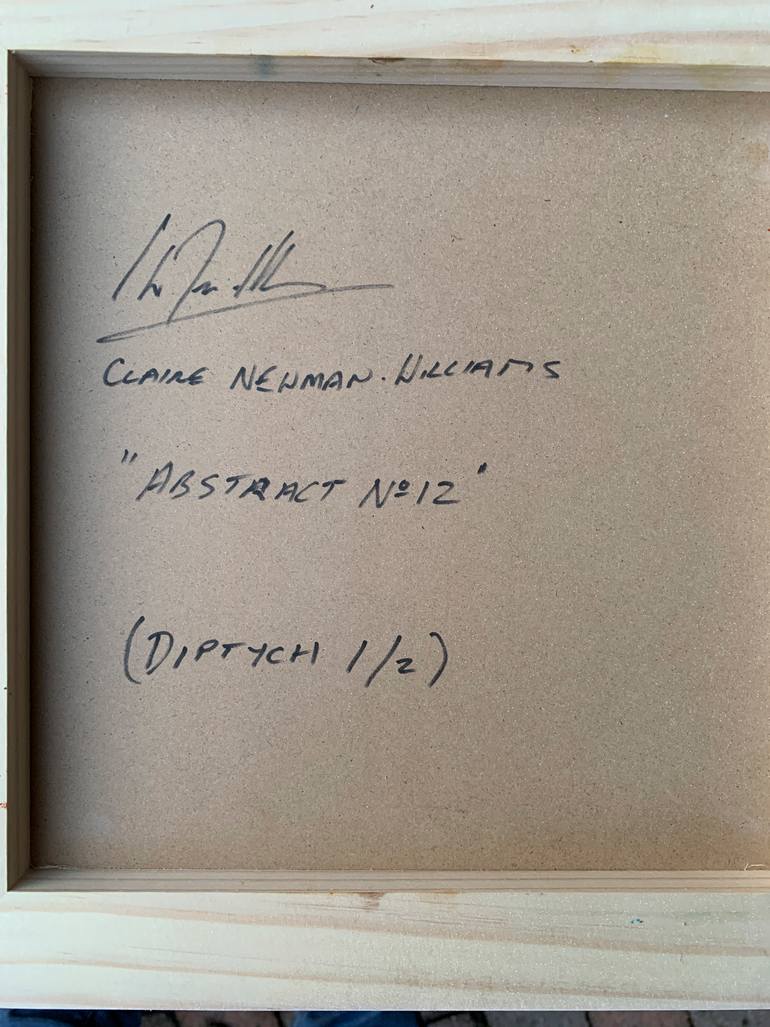 CLAIRE NEWMAN-WILLIAMS
"ABSTRACT Nº12"
(DIPTYCH 1/2)